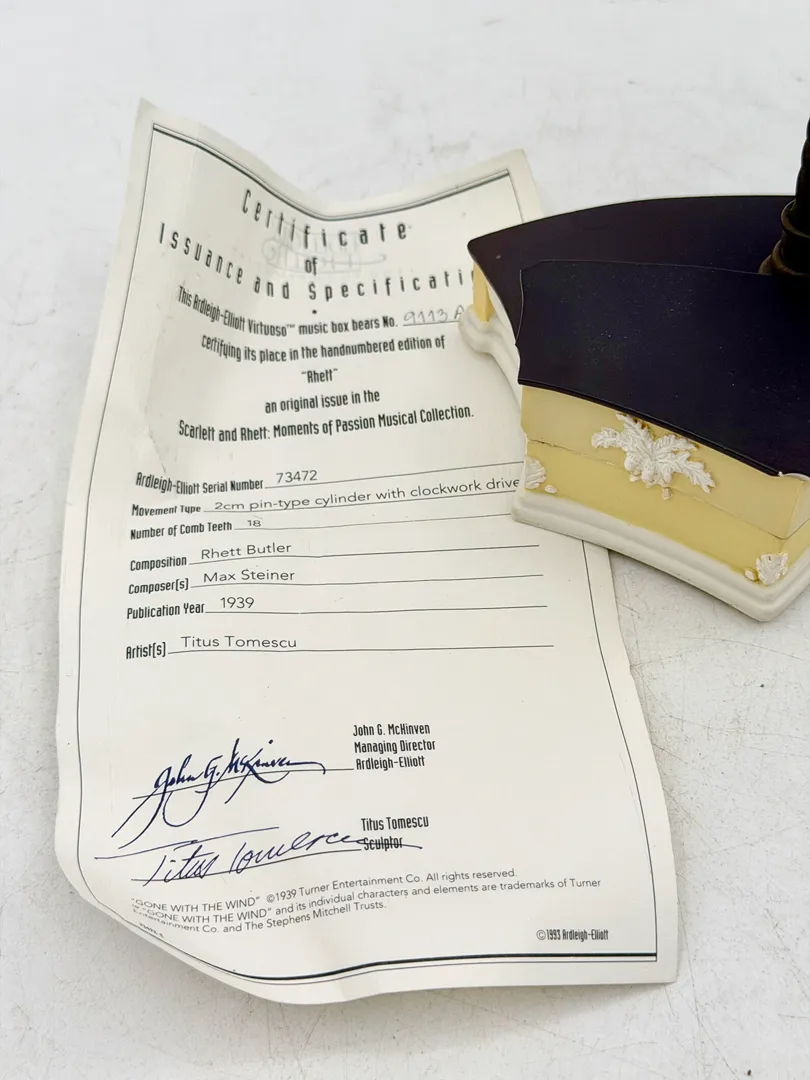 Certificate
of
Issuance and Specificati
This Ardleigh-Elliott Virtuoso™ music box bears No. 9113 A
certifying its place in the handnumbered edition of
"Rhett"
an original issue in the
Scarlett and Rhett: Moments of Passion Musical Collection.
Ardleigh-Elliott Serial Number 73472
Movement Type 2cm pin-type cylinder with clockwork drive
Number of Comb Teeth 18
Composition Rhett Butler
Composer(s) Max Steiner
Publication Year 1939
Artist(s) Titus Tomescu
John G. McKinven
John G. McKinven
Managing Director
Ardleigh-Elliott
Titus Tomescu
Titus Tomescu
Sculptor
"GONE WITH THE WIND" ©1939 Turner Entertainment Co. All rights reserved.
"GONE WITH THE WIND" and its individual characters and elements are trademarks of Turner
Entertainment Co. and The Stephens Mitchell Trusts.
©1993 Ardleigh-Elliott